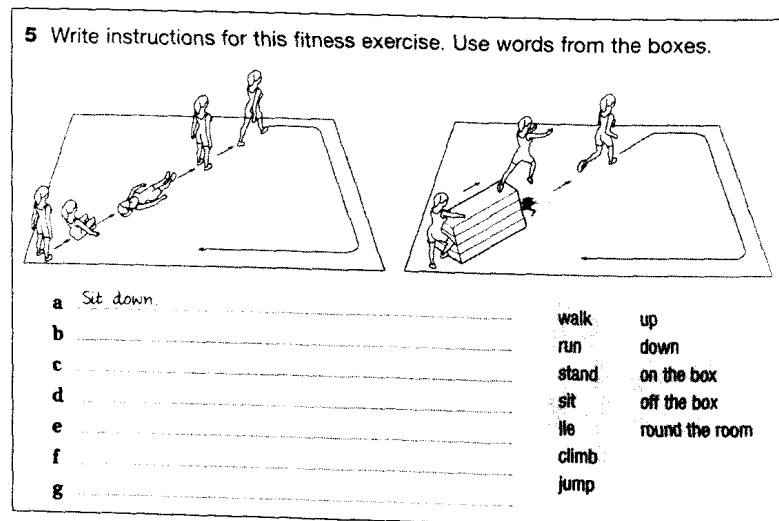 5 Write instructions for this fitness exercise. Use words from the boxes.
a Sit down.
b
c
d
e
f
g
walk up
run down
stand on the box
sit off the box
lie round the room
climb
jump